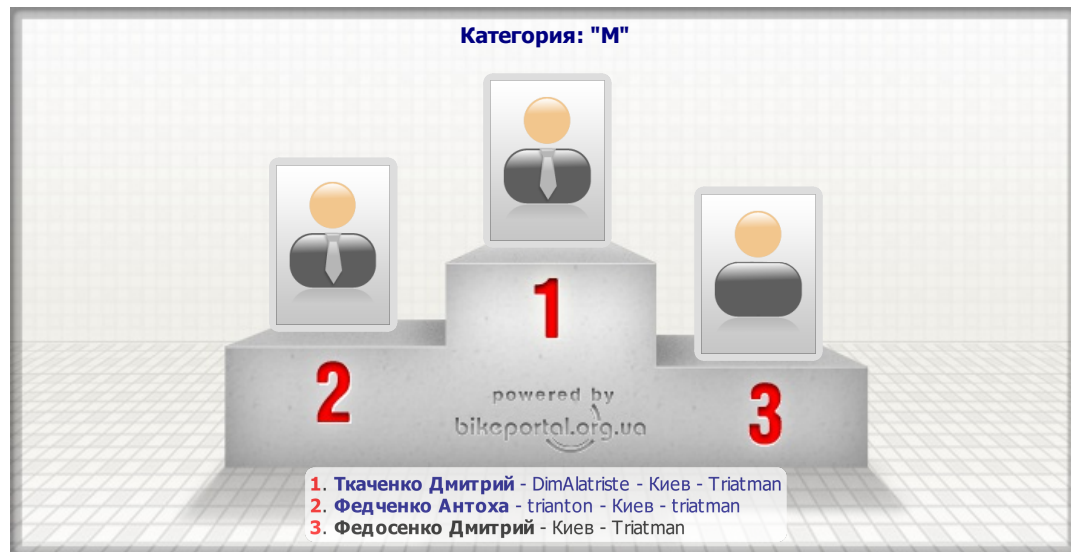 Категория: "М"
1
2
3
powered by
bikeportal.org.ua
1. Ткаченко Дмитрий - DimAlatriste - Киев - Triatman
2. Федченко Антоха - trianton - Киев - triatman
3. Федосенко Дмитрий - Киев - Triatman